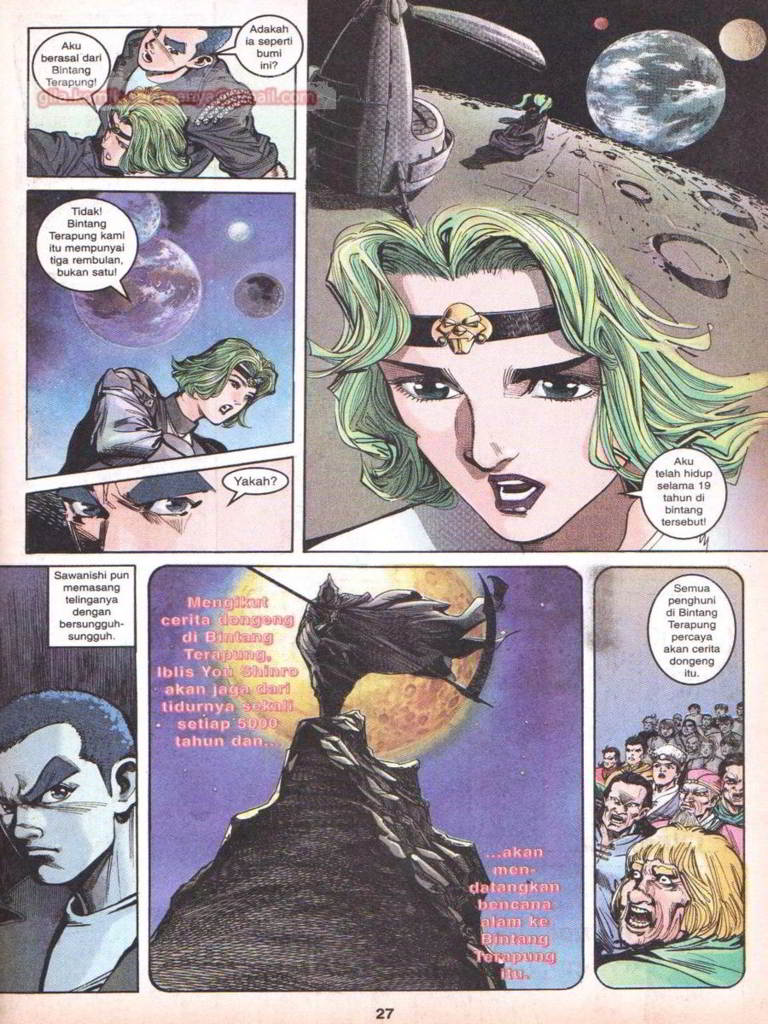 Aku
berasal dari
Bintang
Terapung!
Adakah
ia seperti
bumi
ini?
Tidak!
Bintang
Terapung kami
itu mempunyai
tiga rembulan,
bukan satu!
Yakah?
Aku
telah hidup
selama 19
tahun di
bintang
tersebut!
Sawanishi pun
memasang
telinganya
dengan
bersungguh-
sungguh.
Mengikut
cerita dongeng
di Bintang
Terapung,
Iblis You Shinro
akan jaga dari
tidurnya sekali
setiap 5000
tahun dan...
...akan
men-
datangkan
bencana
alam ke
Bintang
Terapung
itu.
Semua
penghuni
di Bintang
Terapung
percaya
akan cerita
dongeng
itu.
27